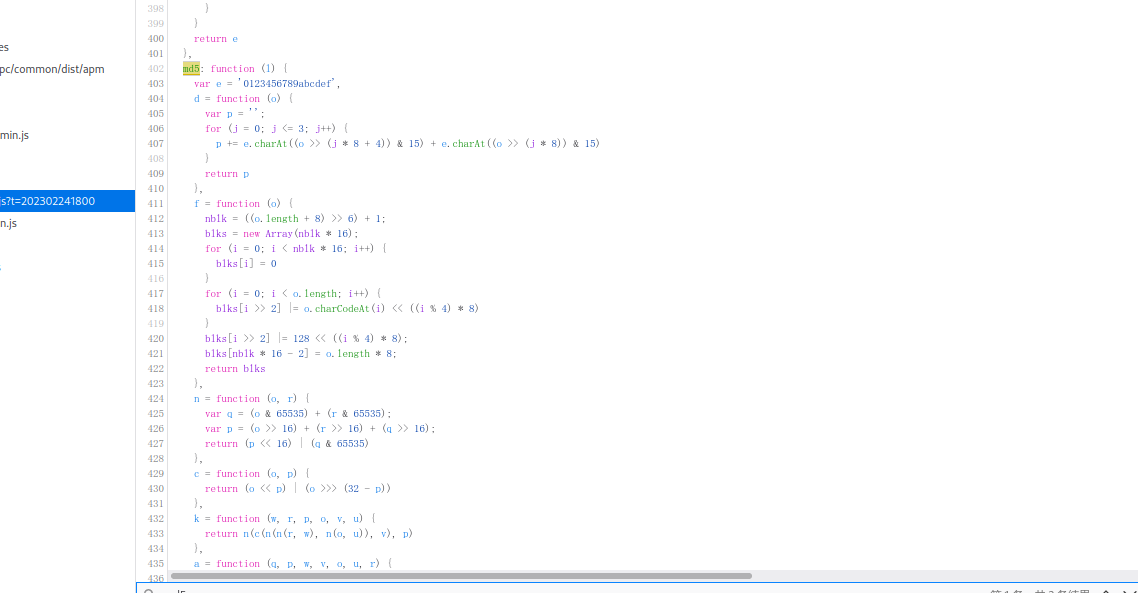 398 }
399 }
es
400 return e
401 },
pc/common/dist/apm
402 md5: function (l) {
403 var e = '0123456789abcdef',
404 d = function (o) {
405 var p = '';
min.js
406 for (j = 0; j <= 3; j++) {
407 p += e.charAt((o >> (j * 8 + 4)) & 15) + e.charAt((o >> (j * 8)) & 15)
408 }
409 return p
410 },
js?t=202302241800
411 f = function (o) {
n.js
412 nblk = ((o.length + 8) >> 6) + 1;
413 blks = new Array(nblk * 16);
414 for (i = 0; i < nblk * 16; i++) {
415 blks[i] = 0
416 }
417 for (i = 0; i < o.length; i++) {
418 blks[i >> 2] |= o.charCodeAt(i) << ((i % 4) * 8)
419 }
420 blks[i >> 2] |= 128 << ((i % 4) * 8);
421 blks[nblk * 16 - 2] = o.length * 8;
422 return blks
423 },
424 n = function (o, r) {
425 var q = (o & 65535) + (r & 65535);
426 var p = (o >> 16) + (r >> 16) + (q >> 16);
427 return (p << 16) | (q & 65535)
428 },
429 c = function (o, p) {
430 return (o << p) | (o >>> (32 - p))
431 },
432 k = function (w, r, p, o, v, u) {
433 return n(c(n(n(r, w), n(o, u)), v), p)
434 },
435 a = function (q, p, w, v, o, u, r) {
436